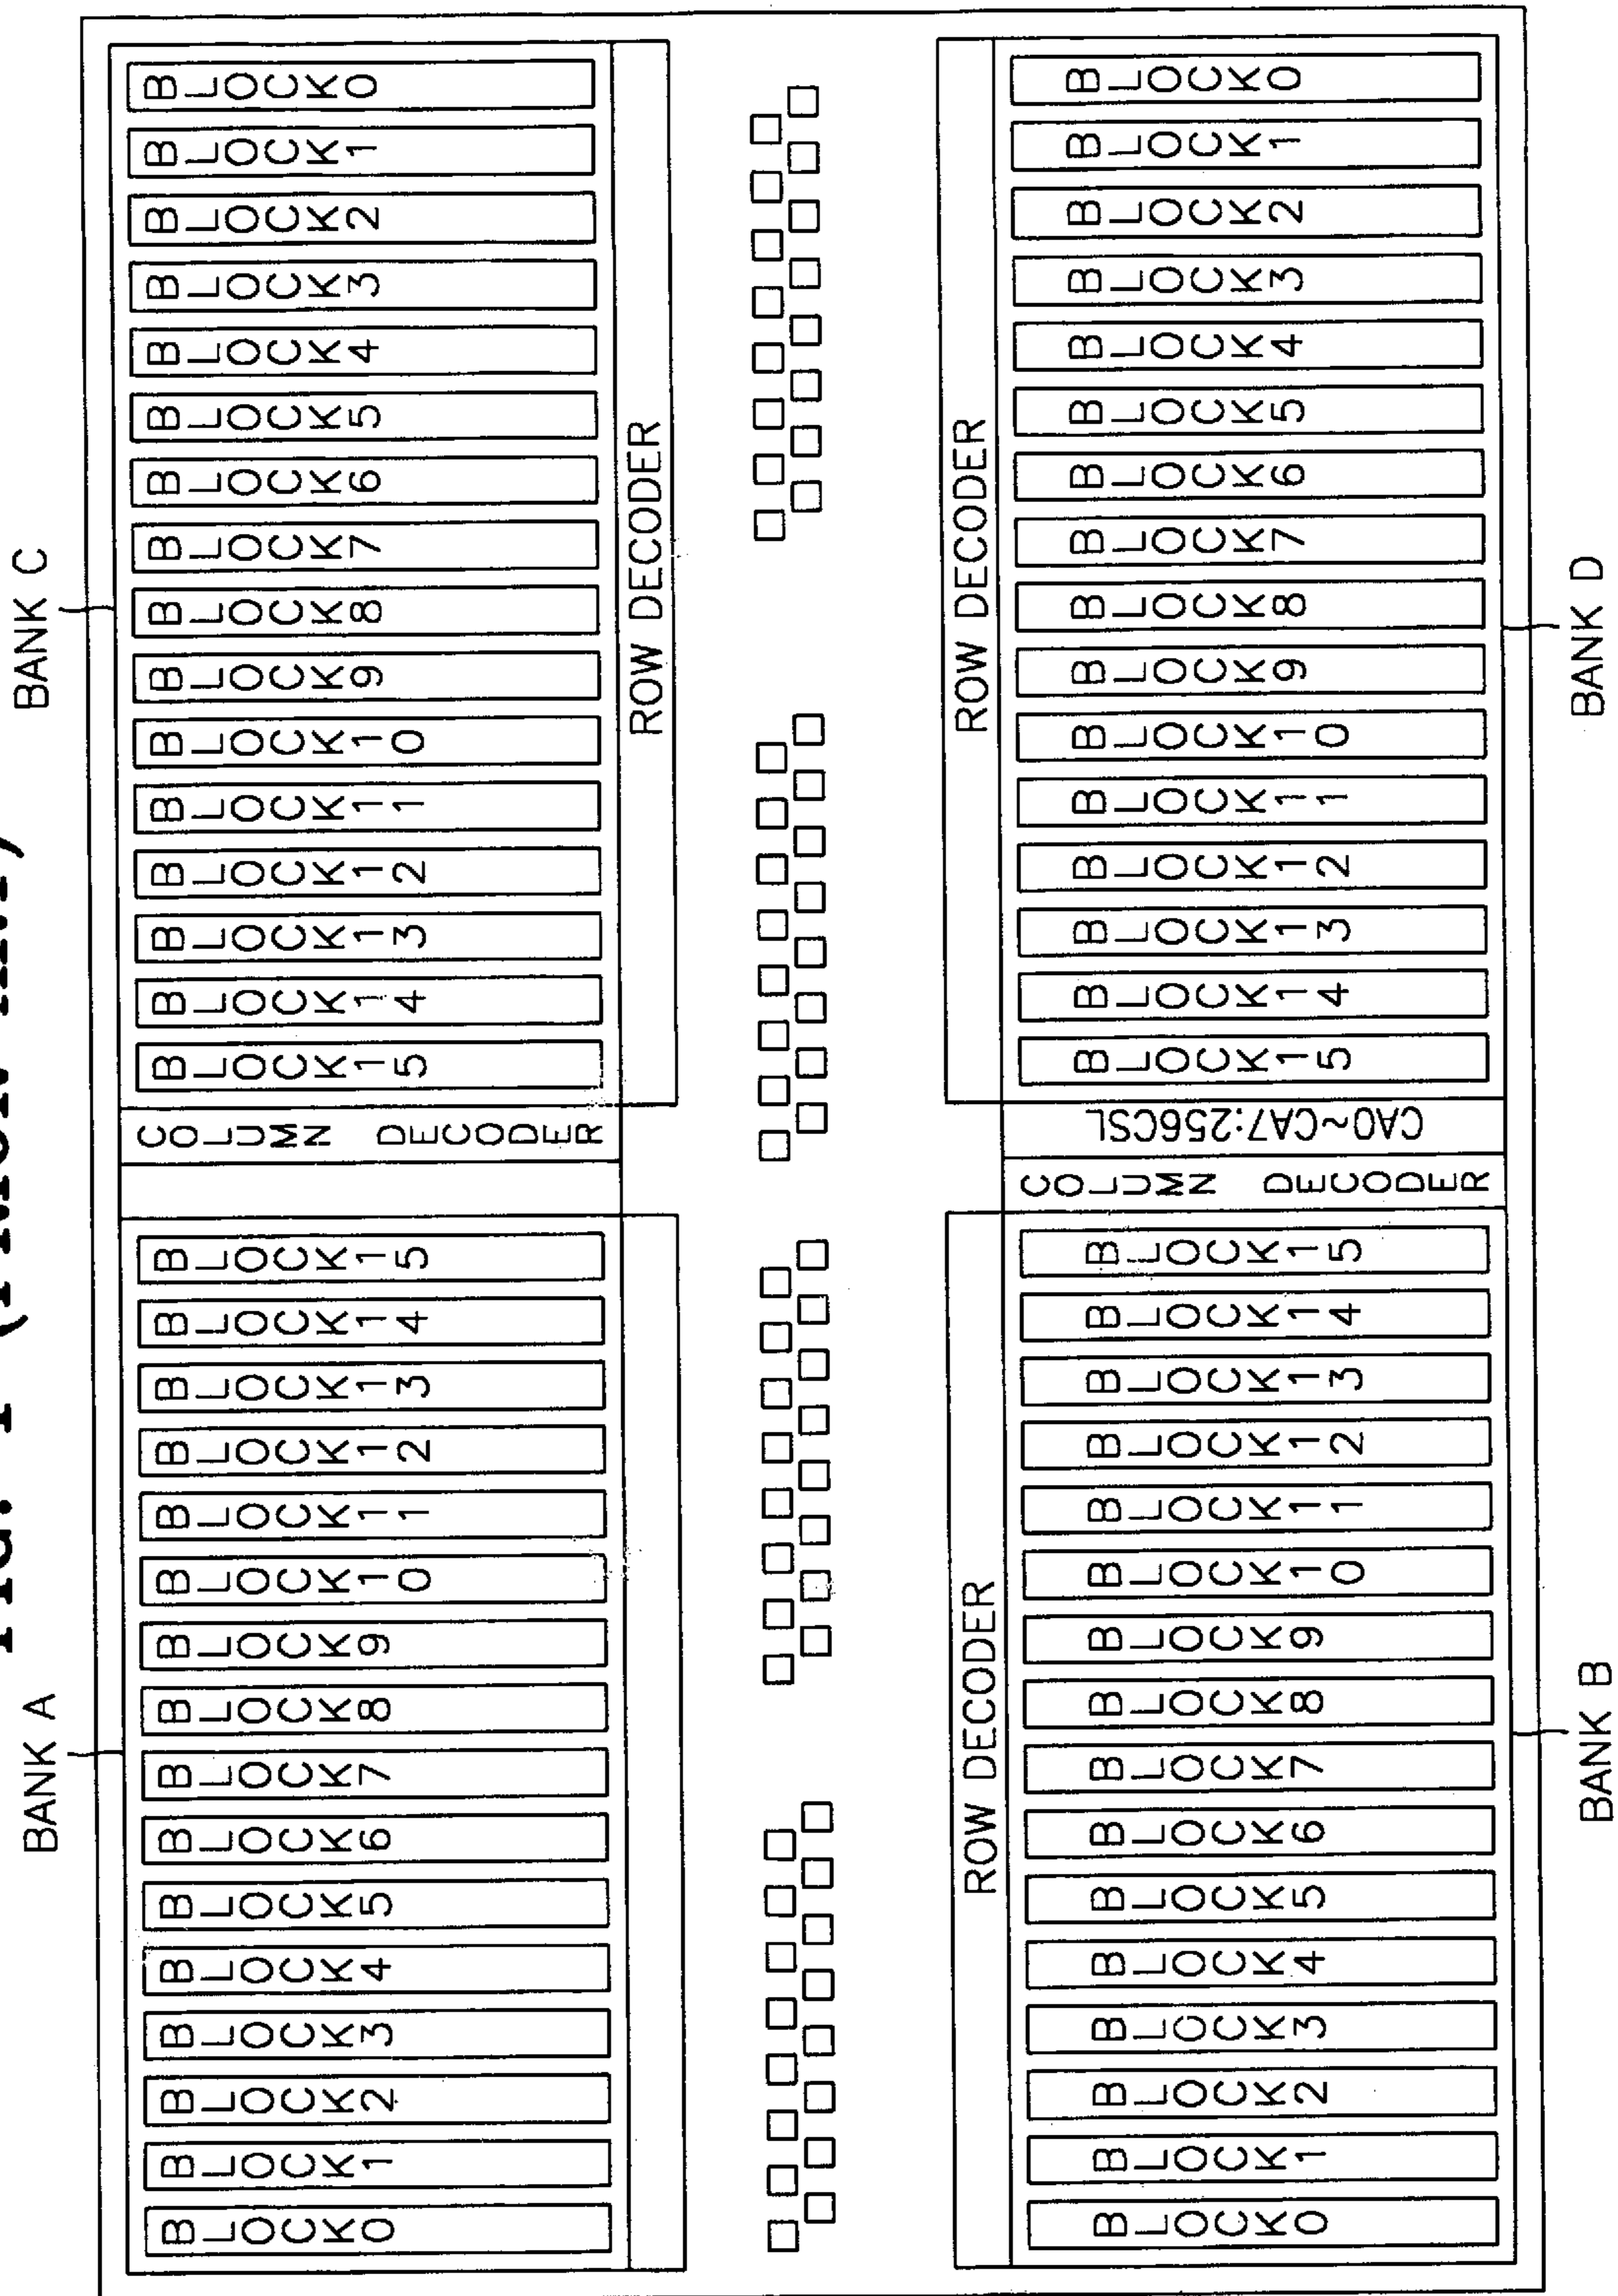 FIG. 1 (PRIOR ART)
BANK A
BANK C
BLOCK0
BLOCK1
BLOCK2
BLOCK3
BLOCK4
BLOCK5
BLOCK6
BLOCK7
BLOCK8
BLOCK9
BLOCK10
BLOCK11
BLOCK12
BLOCK13
BLOCK14
BLOCK15
COLUMN DECODER
BLOCK15
BLOCK14
BLOCK13
BLOCK12
BLOCK11
BLOCK10
BLOCK9
BLOCK8
BLOCK7
BLOCK6
BLOCK5
BLOCK4
BLOCK3
BLOCK2
BLOCK1
BLOCK0
ROW DECODER
ROW DECODER
ROW DECODER
BLOCK0
BLOCK1
BLOCK2
BLOCK3
BLOCK4
BLOCK5
BLOCK6
BLOCK7
BLOCK8
BLOCK9
BLOCK10
BLOCK11
BLOCK12
BLOCK13
BLOCK14
BLOCK15
COLUMN DECODER
CA0~CA7:256CSL
BLOCK15
BLOCK14
BLOCK13
BLOCK12
BLOCK11
BLOCK10
BLOCK9
BLOCK8
BLOCK7
BLOCK6
BLOCK5
BLOCK4
BLOCK3
BLOCK2
BLOCK1
BLOCK0
BANK B
BANK D